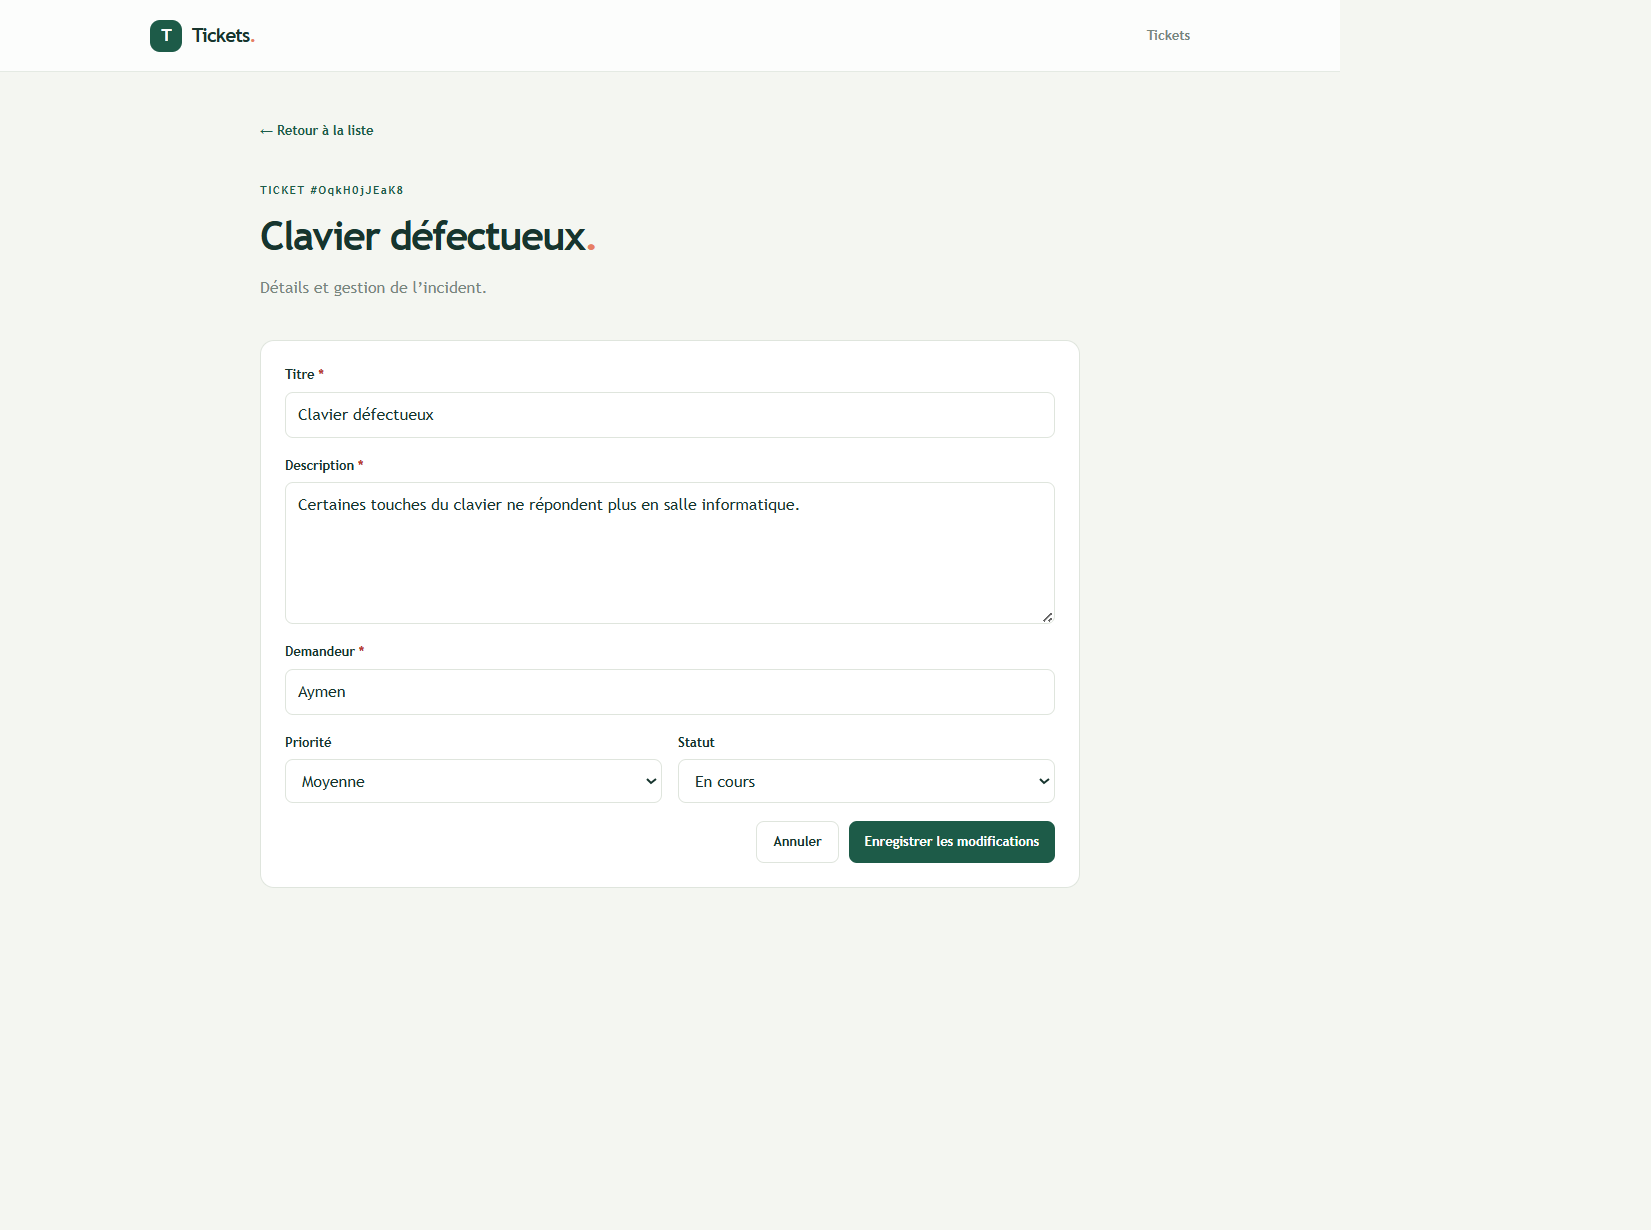 T Tickets.
Tickets
← Retour à la liste
TICKET #OqkH0jJEaK8
Clavier défectueux.
Détails et gestion de l’incident.
Titre *
Clavier défectueux
Description *
Certaines touches du clavier ne répondent plus en salle informatique.
Demandeur *
Aymen
Priorité
Statut
Moyenne
En cours
Annuler
Enregistrer les modifications